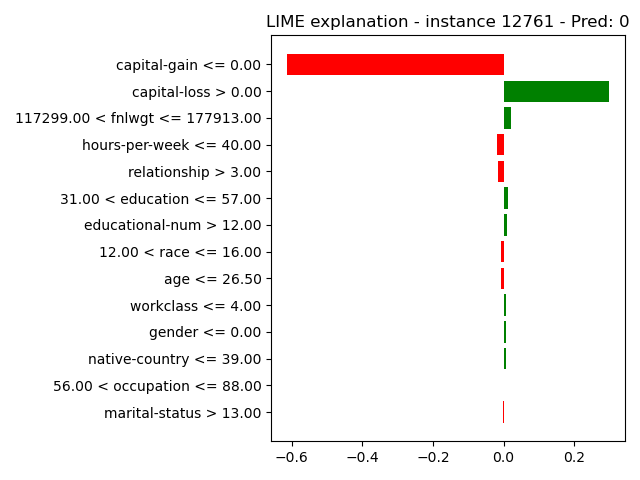 LIME explanation - instance 12761 - Pred: 0
capital-gain <= 0.00
capital-loss > 0.00
117299.00 < fnlwgt <= 177913.00
hours-per-week <= 40.00
relationship > 3.00
31.00 < education <= 57.00
educational-num > 12.00
12.00 < race <= 16.00
age <= 26.50
workclass <= 4.00
gender <= 0.00
native-country <= 39.00
56.00 < occupation <= 88.00
marital-status > 13.00
−0.6 −0.4 −0.2 0.0 0.2